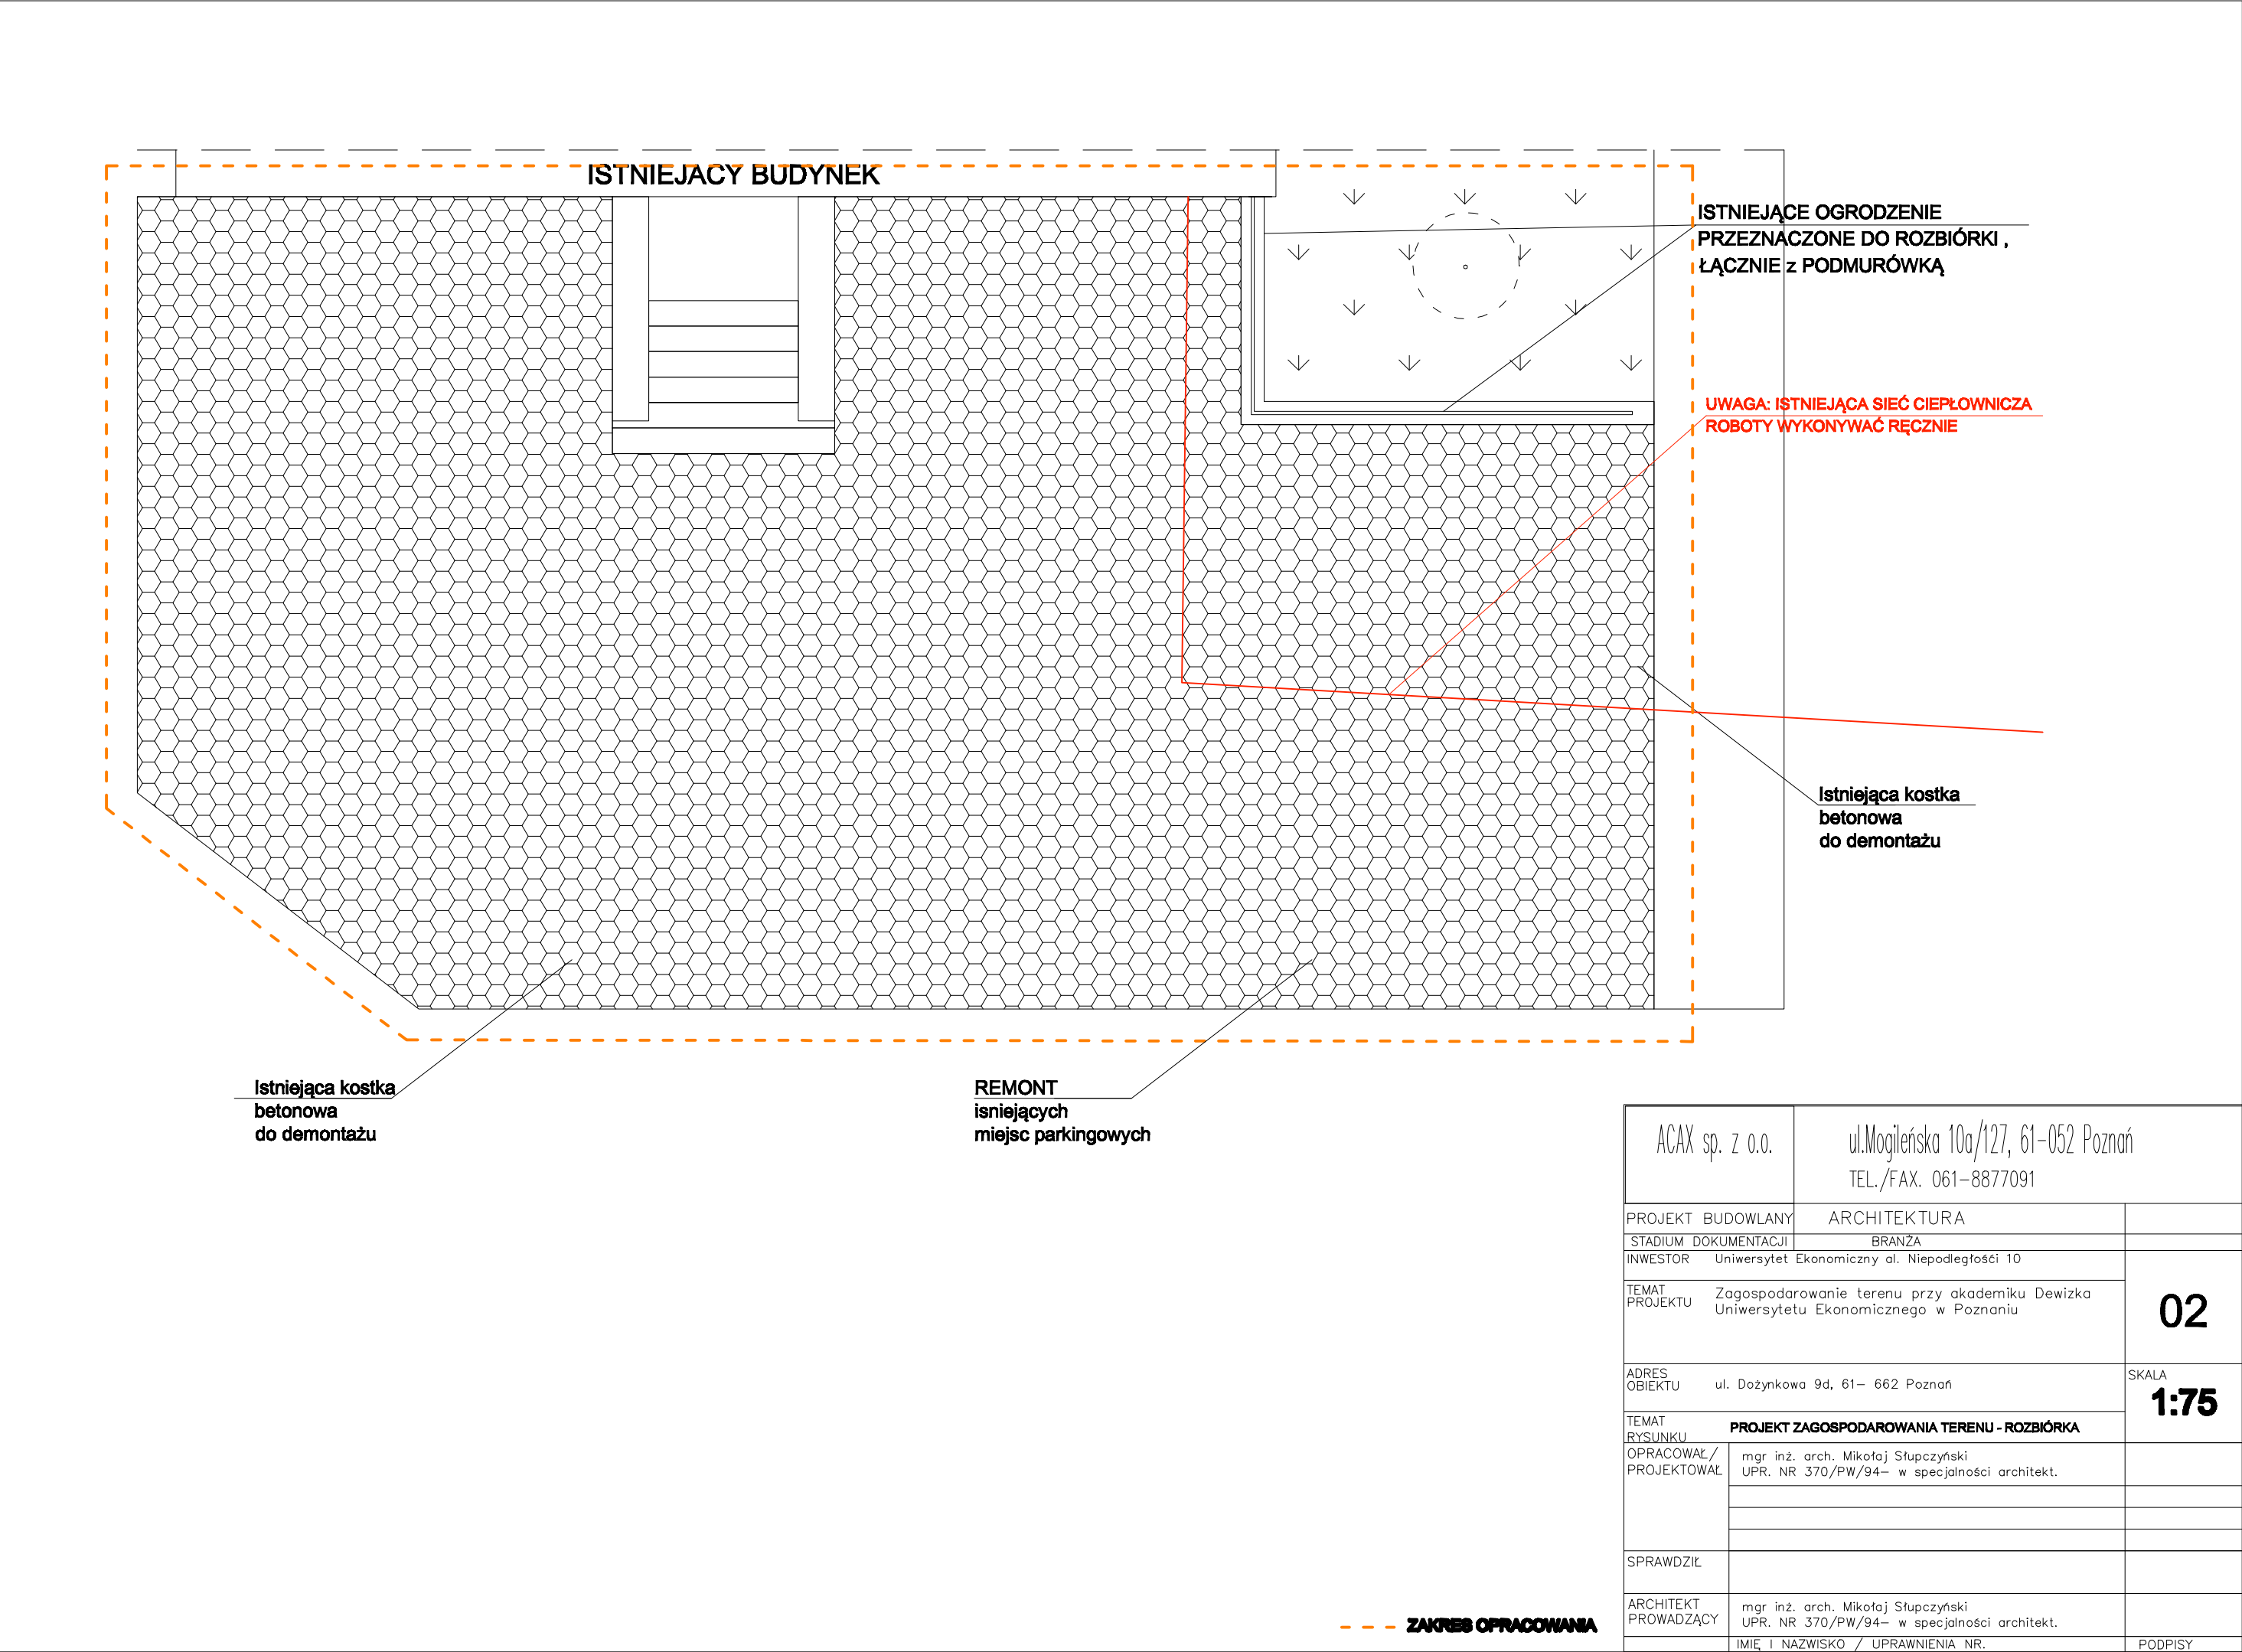 ISTNIEJACY BUDYNEK
ISTNIEJĄCE OGRODZENIE
PRZEZNACZONE DO ROZBIÓRKI ,
ŁĄCZNIE z PODMURÓWKĄ
UWAGA: ISTNIEJĄCA SIEĆ CIEPŁOWNICZA
ROBOTY WYKONYWAĆ RĘCZNIE
Istniejąca kostka
betonowa
do demontażu
Istniejąca kostka
betonowa
do demontażu
REMONT
isniejących
miejsc parkingowych
ACAX sp. z o.o.
ul.Mogileńska 10a/127, 61-052 Poznań
TEL./FAX. 061-8877091
PROJEKT BUDOWLANY
ARCHITEKTURA
STADIUM DOKUMENTACJI
BRANŻA
INWESTOR
Uniwersytet Ekonomiczny al. Niepodległośći 10
TEMAT
PROJEKTU
Zagospodarowanie terenu przy akademiku Dewizka
Uniwersytetu Ekonomicznego w Poznaniu
02
ADRES
OBIEKTU
ul. Dożynkowa 9d, 61- 662 Poznań
SKALA
1:75
TEMAT
RYSUNKU
PROJEKT ZAGOSPODAROWANIA TERENU - ROZBIÓRKA
OPRACOWAŁ/
PROJEKTOWAŁ
mgr inż. arch. Mikołaj Słupczyński
UPR. NR 370/PW/94- w specjalności architekt.
SPRAWDZIŁ
ARCHITEKT
PROWADZĄCY
mgr inż. arch. Mikołaj Słupczyński
UPR. NR 370/PW/94- w specjalności architekt.
IMIĘ I NAZWISKO / UPRAWNIENIA NR.
PODPISY
ZAKRES OPRACOWANIA